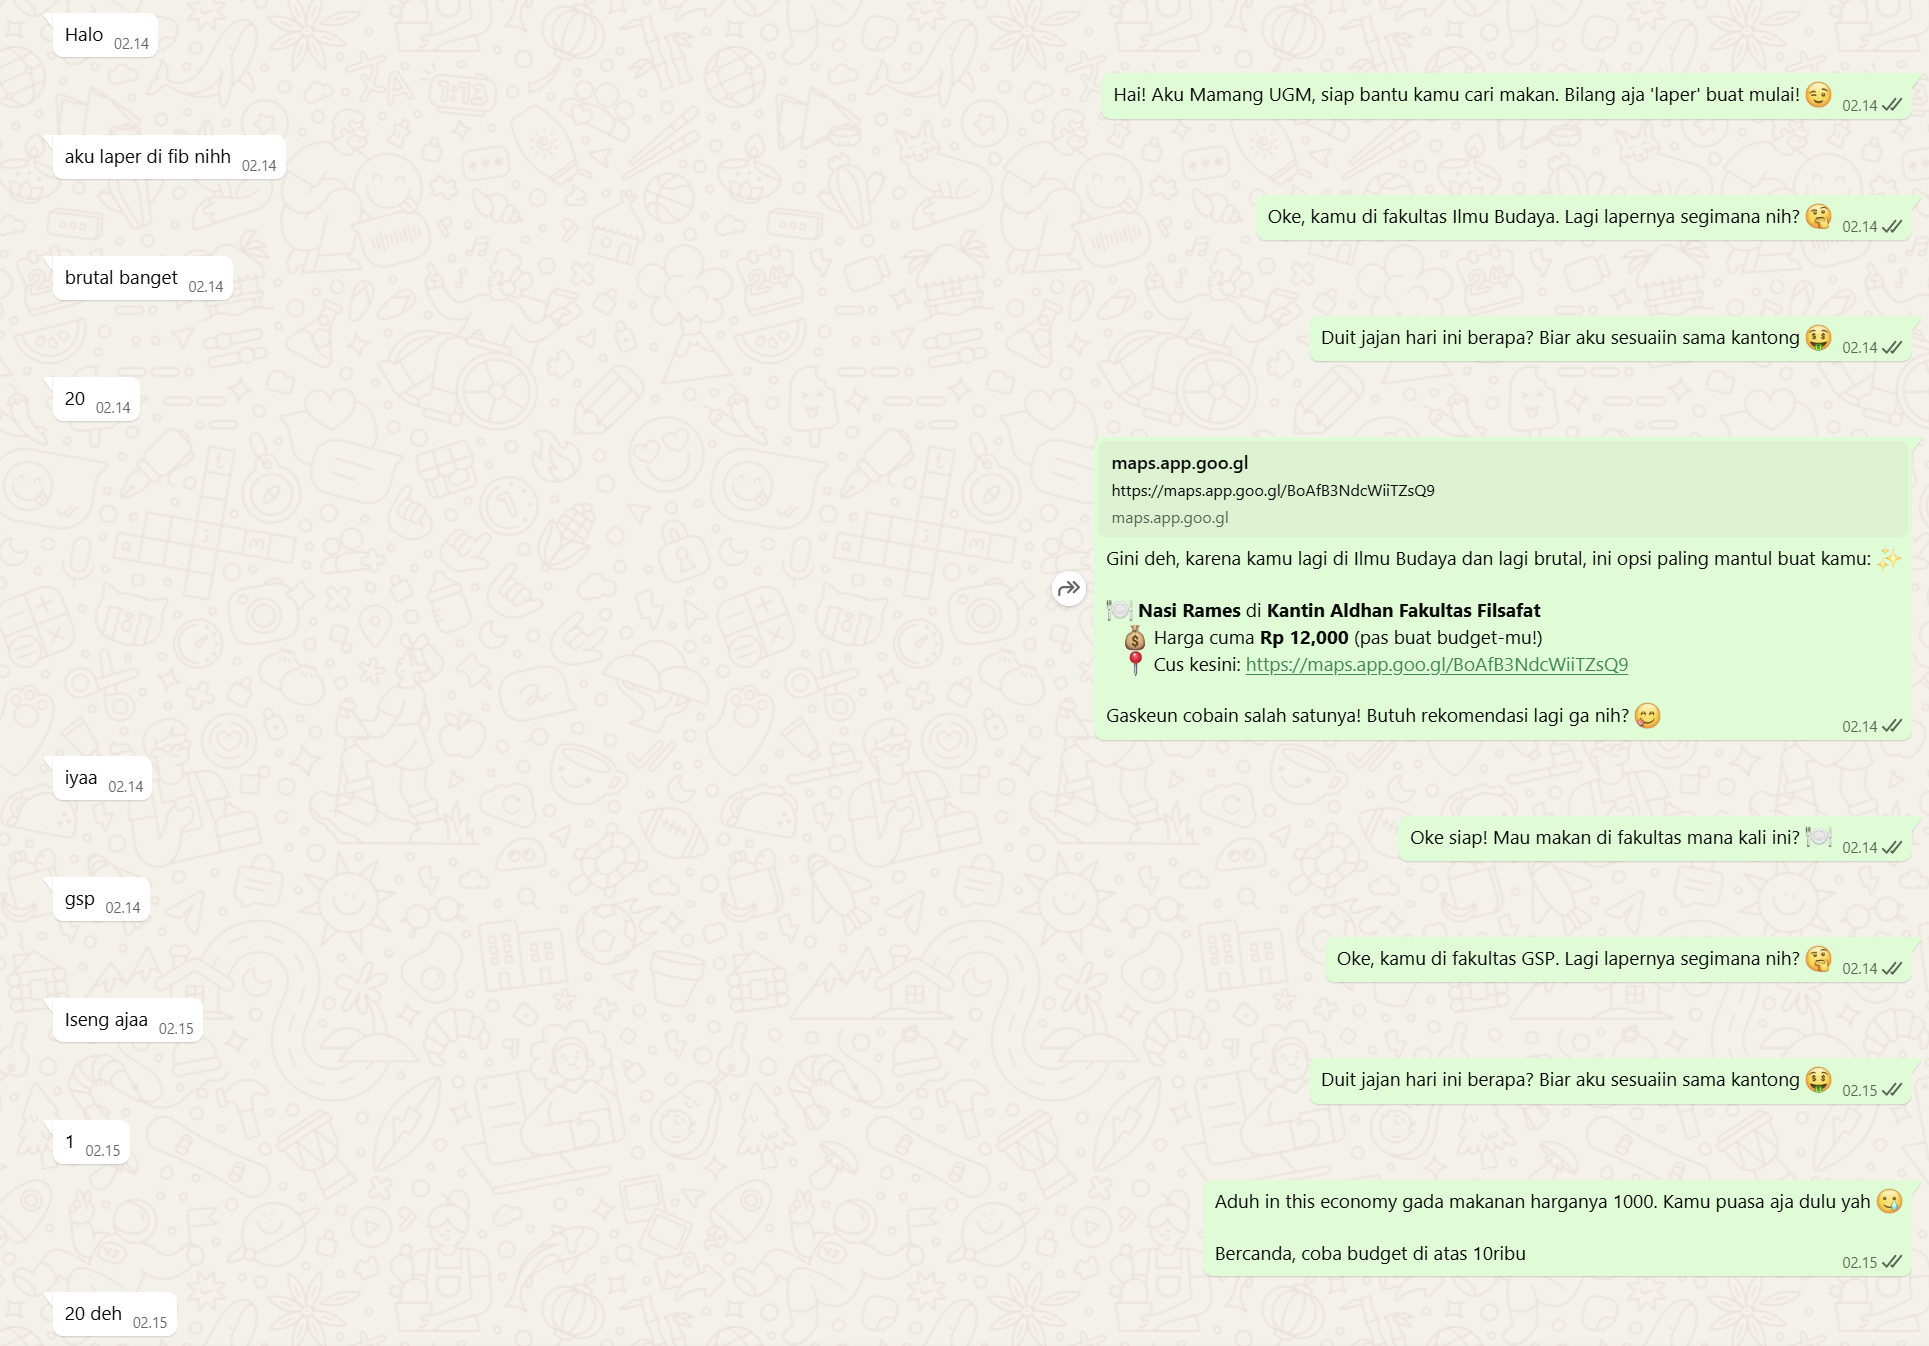 Halo 02.14
Hai! Aku Mamang UGM, siap bantu kamu cari makan. Bilang aja 'laper' buat mulai! 😉 02.14
aku laper di fib nihh 02.14
Oke, kamu di fakultas Ilmu Budaya. Lagi lapernya segimana nih? 🤔 02.14
brutal banget 02.14
Duit jajan hari ini berapa? Biar aku sesuaiin sama kantong 🤑 02.14
20 02.14
maps.app.goo.gl
https://maps.app.goo.gl/BoAfB3NdcWiiTZsQ9
maps.app.goo.gl
Gini deh, karena kamu lagi di Ilmu Budaya dan lagi brutal, ini opsi paling mantul buat kamu: ✨
🍽️ Nasi Rames di Kantin Aldhan Fakultas Filsafat
💰 Harga cuma Rp 12,000 (pas buat budget-mu!)
📍 Cus kesini: https://maps.app.goo.gl/BoAfB3NdcWiiTZsQ9
Gaskeun cobain salah satunya! Butuh rekomendasi lagi ga nih? 😋 02.14
iyaa 02.14
Oke siap! Mau makan di fakultas mana kali ini? 🍽️ 02.14
gsp 02.14
Oke, kamu di fakultas GSP. Lagi lapernya segimana nih? 🤔 02.14
Iseng ajaa 02.15
Duit jajan hari ini berapa? Biar aku sesuaiin sama kantong 🤑 02.15
1 02.15
Aduh in this economy gada makanan harganya 1000. Kamu puasa aja dulu yah 🥲
Bercanda, coba budget di atas 10ribu 02.15
20 deh 02.15